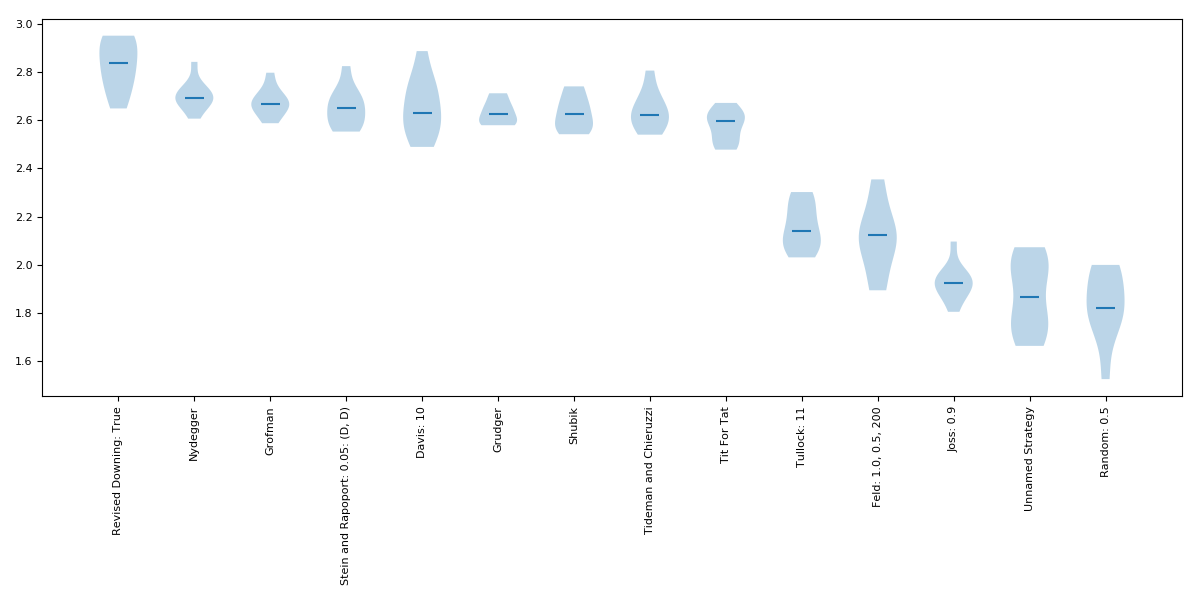 3.0
2.8
2.6
2.4
2.2
2.0
1.8
1.6
Revised Downing: True
Nydegger
Grofman
Stein and Rapoport: 0.05: (D, D)
Davis: 10
Grudger
Shubik
Tideman and Chieruzzi
Tit For Tat
Tullock: 11
Feld: 1.0, 0.5, 200
Joss: 0.9
Unnamed Strategy
Random: 0.5